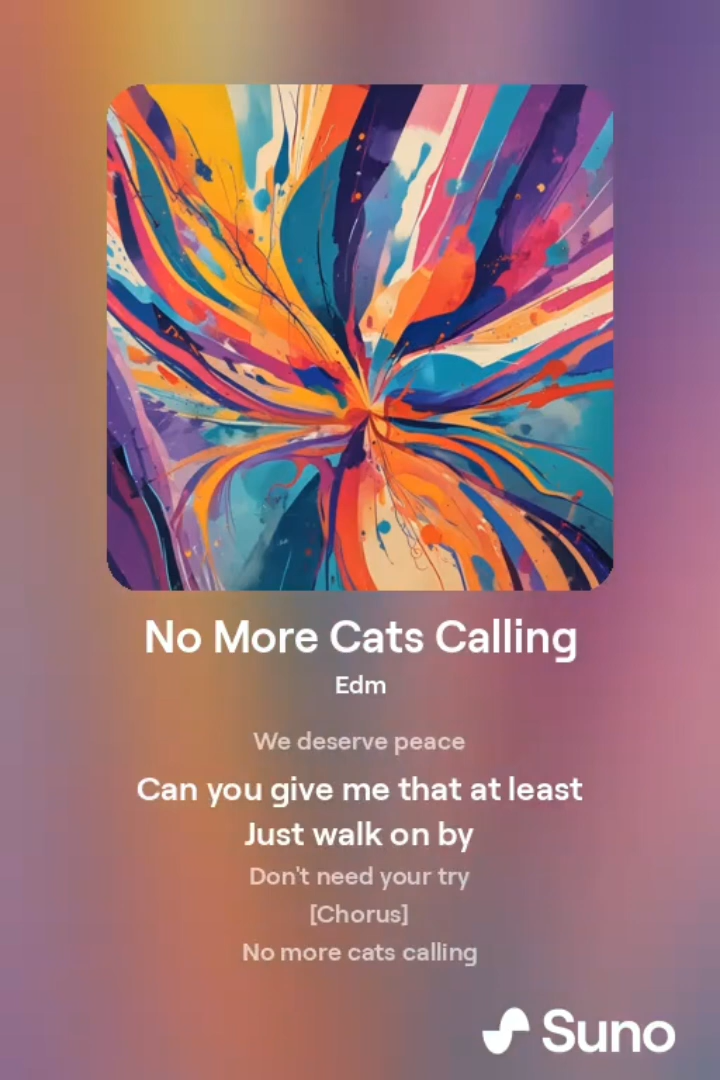 No More Cats Calling
Edm
We deserve peace
Can you give me that at least
Just walk on by
Don't need your try
[Chorus]
No more cats calling
Suno